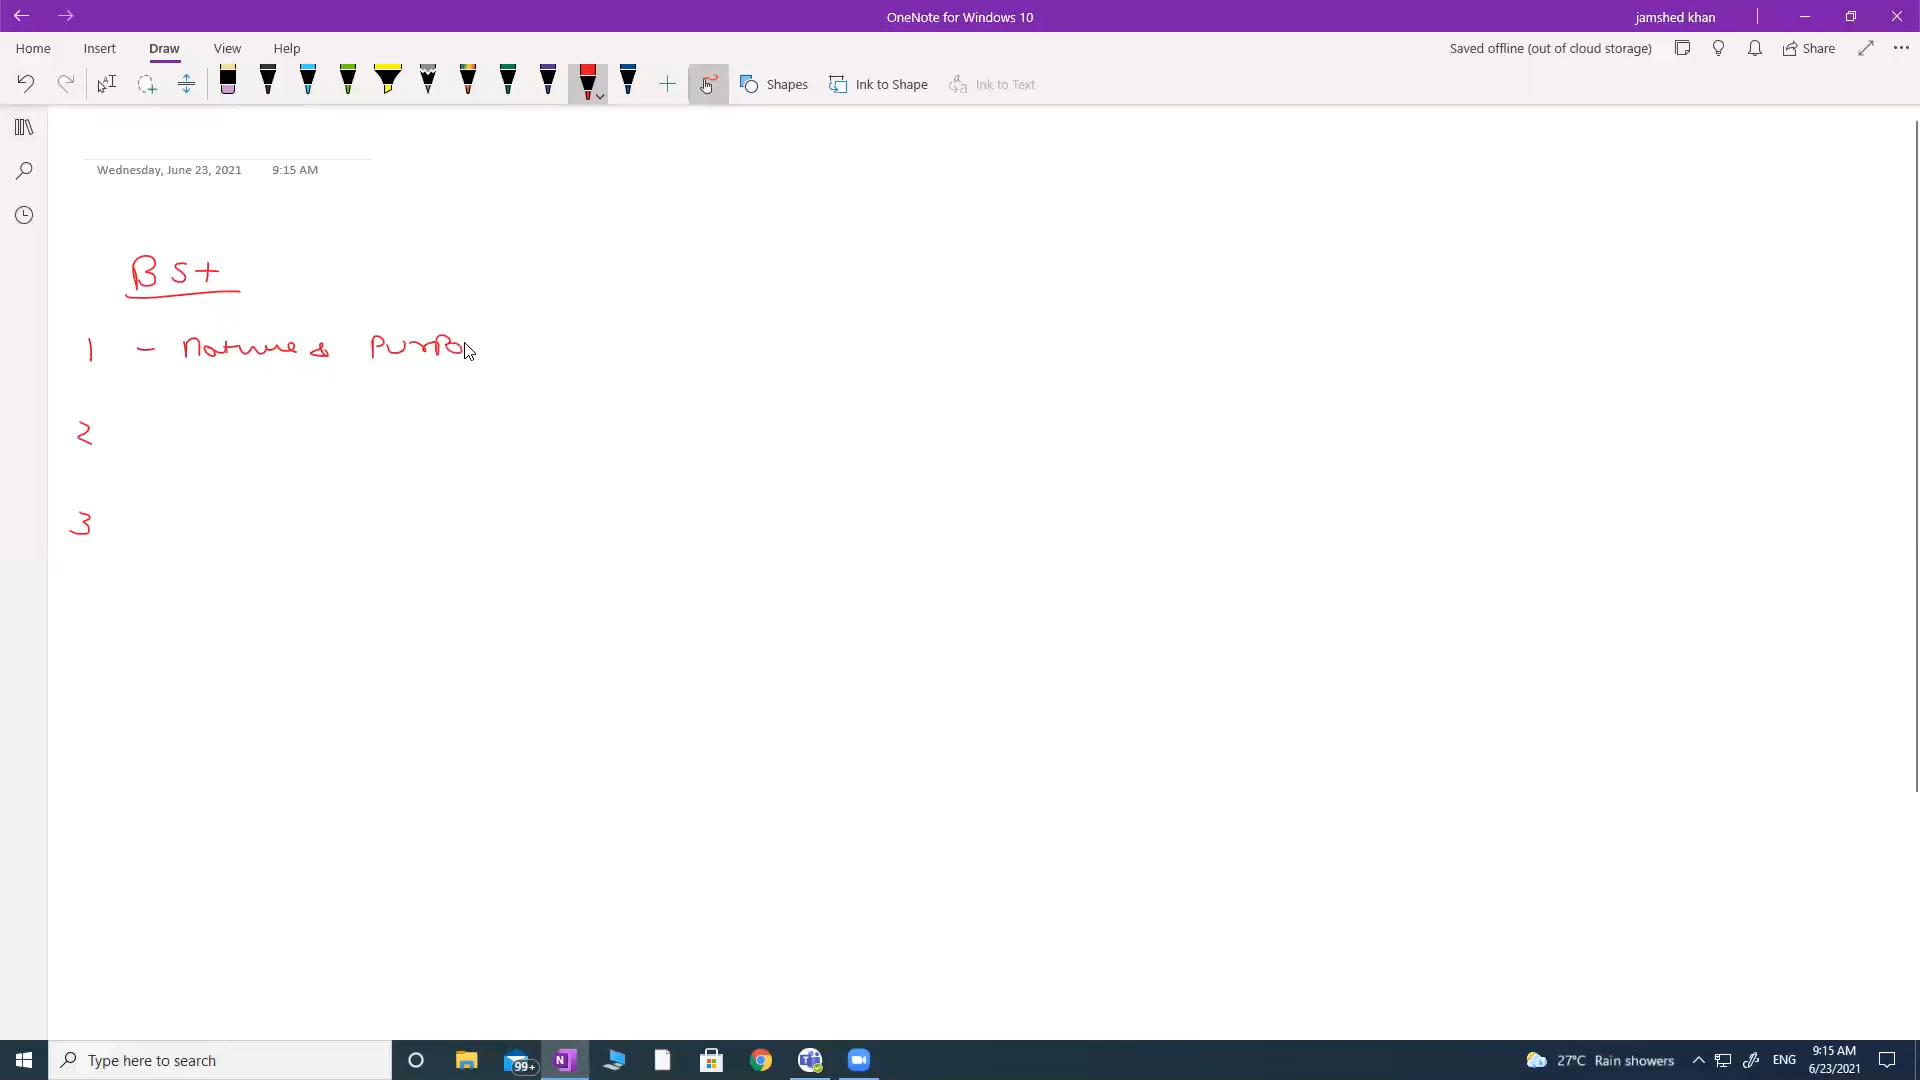 OneNote for Windows 10
jamshed khan
Home Insert Draw View Help
Saved offline (out of cloud storage)
Share
Shapes
Ink to Shape
Ink to Text
Wednesday, June 23, 2021 9:15 AM
BSt
1 - Nature & Purpo
2
3
Type here to search
99+
27°C Rain showers
ENG
9:15 AM
6/23/2021